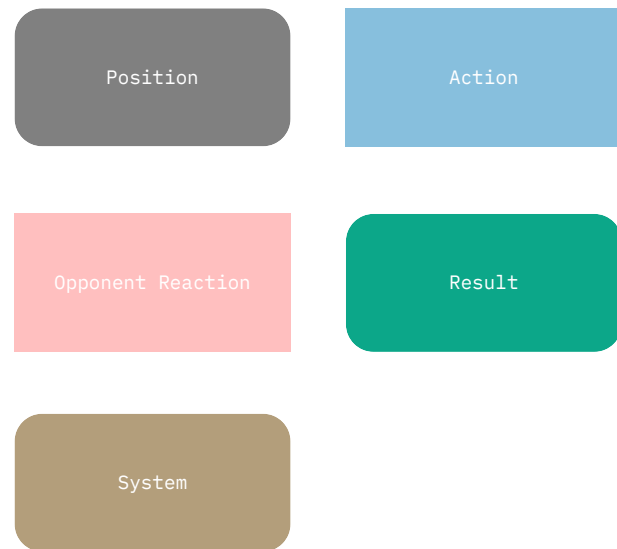 Position
Action
Opponent Reaction
Result
System